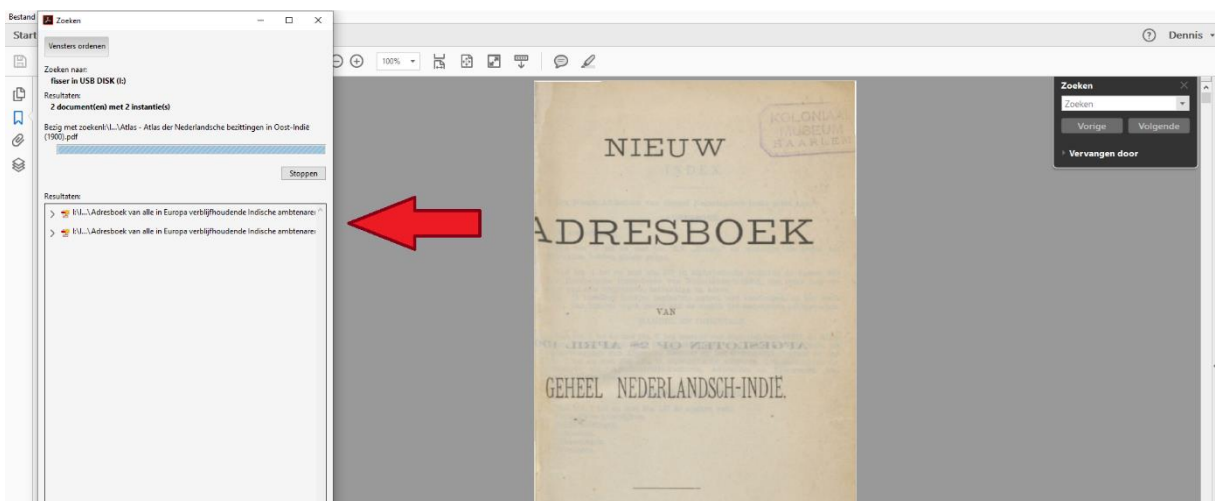 Bestand
Zoeken
Start
Dennis
Vensters ordenen
100%
Zoeken naar:
fisser in USB DISK (I:)
Resultaten:
2 document(en) met 2 instantie(s)
Bezig met zoekenI:\I...\Atlas - Atlas der Nederlandsche bezittingen in Oost-Indië
(1900).pdf
Stoppen
Resultaten:
I:\I...\Adresboek van alle in Europa verblijfhoudende Indische ambtenare
I:\I...\Adresboek van alle in Europa verblijfhoudende Indische ambtenare
Zoeken
Zoeken
Vorige
Volgende
Vervangen door
KOLONIAAL
MUSEUM
HAARLEM
NIEUW
INDEX
ADRESBOEK
VAN
GEHEEL NEDERLANDSCH-INDIË.